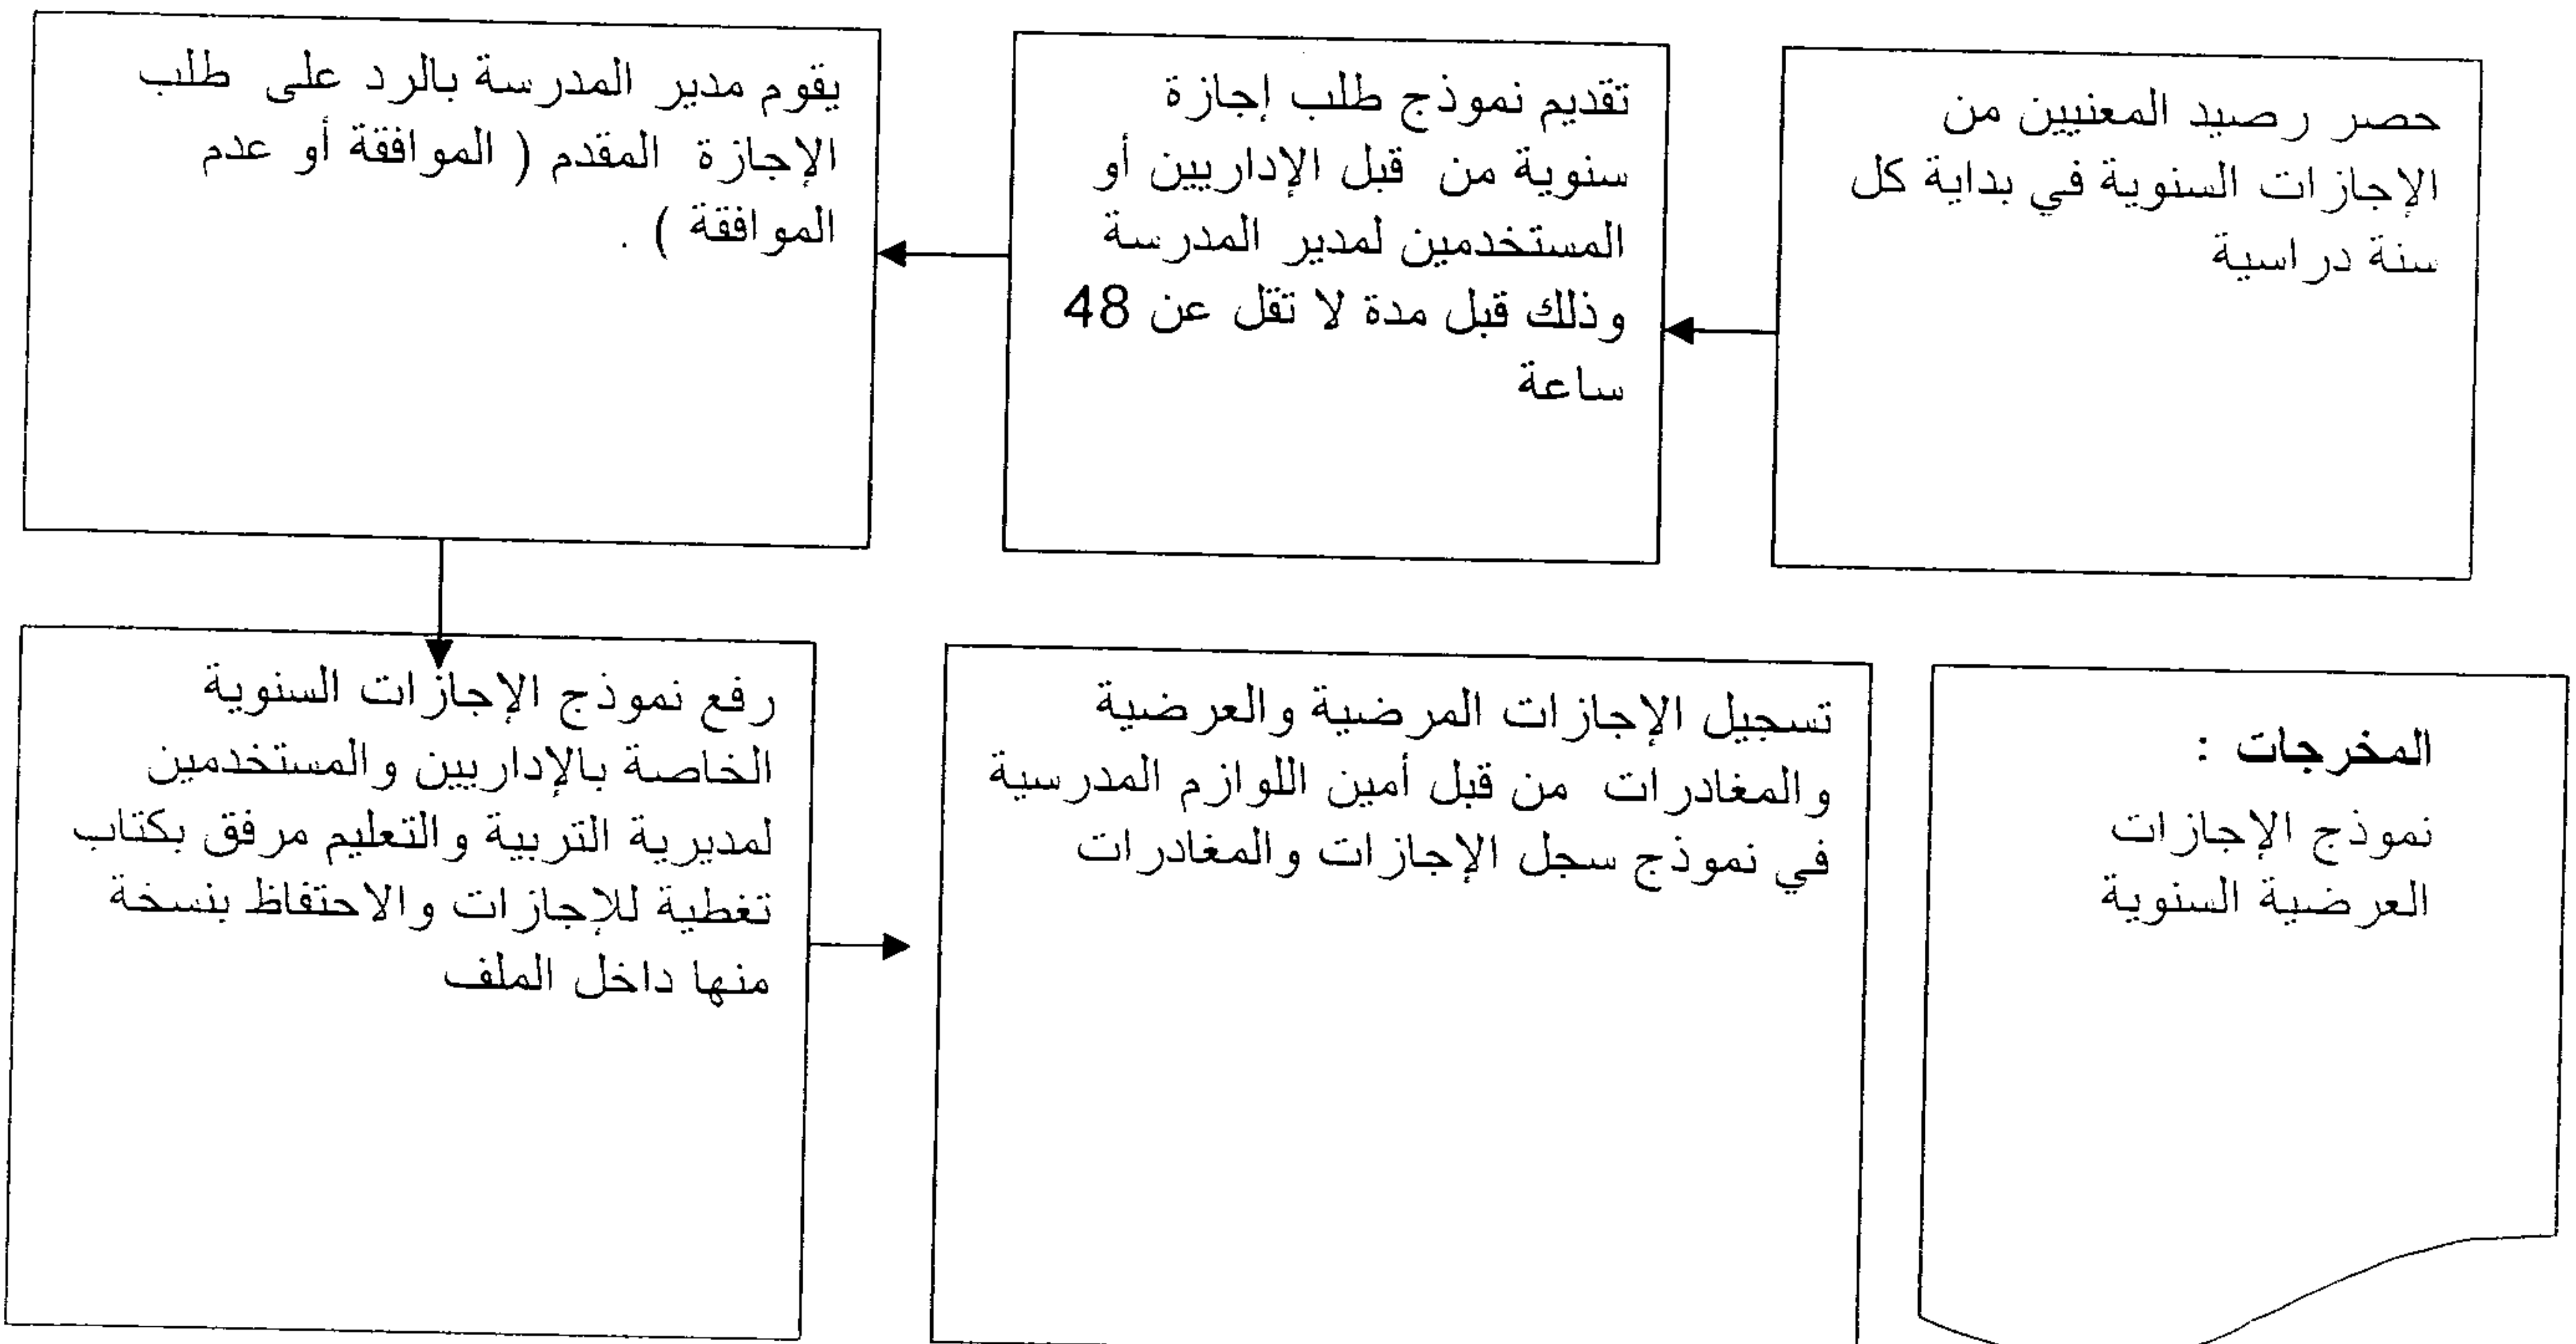 حصر رصيد المعنيين من
الإجازات السنوية في بداية كل
سنة دراسية
تقديم نموذج طلب إجازة
سنوية من قبل الإداريين أو
المستخدمين لمدير المدرسة
وذلك قبل مدة لا تقل عن 48
ساعة
يقوم مدير المدرسة بالرد على طلب
الإجازة المقدم ( الموافقة أو عدم
الموافقة ) .
رفع نموذج الإجازات السنوية
الخاصة بالإداريين والمستخدمين
لمديرية التربية والتعليم مرفق بكتاب
تغطية للإجازات والاحتفاظ بنسخة
منها داخل الملف
تسجيل الإجازات المرضية والعرضية
والمغادرات من قبل أمين اللوازم المدرسية
في نموذج سجل الإجازات والمغادرات
المخرجات :
نموذج الإجازات
العرضية السنوية